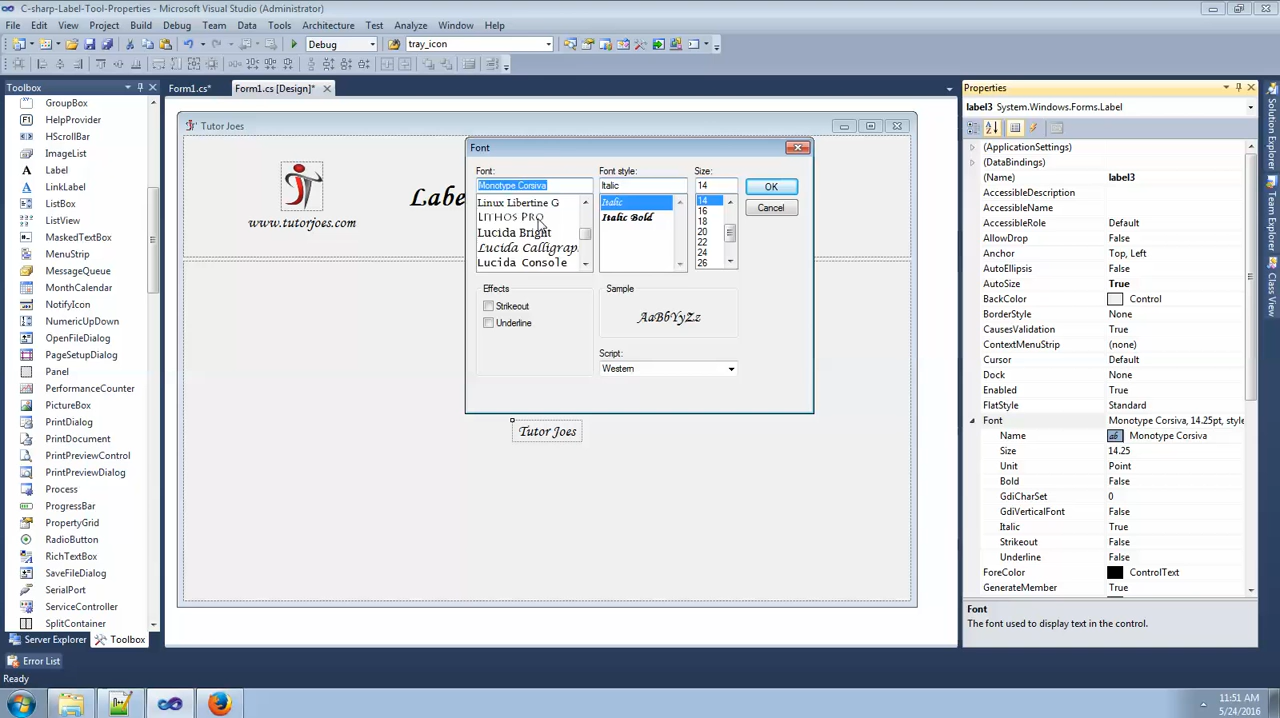 C-sharp-Label-Tool-Properties - Microsoft Visual Studio (Administrator)
File Edit View Project Build Debug Team Data Tools Architecture Test Analyze Window Help
Debug tray_icon
Toolbox
GroupBox
HelpProvider
HScrollBar
ImageList
Label
LinkLabel
ListBox
ListView
MaskedTextBox
MenuStrip
MessageQueue
MonthCalendar
NotifyIcon
NumericUpDown
OpenFileDialog
PageSetupDialog
Panel
PerformanceCounter
PictureBox
PrintDialog
PrintDocument
PrintPreviewControl
PrintPreviewDialog
Process
ProgressBar
PropertyGrid
RadioButton
RichTextBox
SaveFileDialog
SerialPort
ServiceController
SplitContainer
Server Explorer Toolbox
Error List
Ready
Form1.cs* Form1.cs [Design]*
Tutor Joes
www.tutorjoes.com
Labe
Tutor Joes
Font
Font: Font style: Size:
Monotype Corsiva Italic 14
Linux Libertine G
LITHOS PRO
Lucida Bright
Lucida Calligrap
Lucida Console
Italic
Italic Bold
14
16
18
20
22
24
26
OK
Cancel
Effects
Strikeout
Underline
Sample
AaBbYyZz
Script:
Western
Properties
label3 System.Windows.Forms.Label
(ApplicationSettings)
(DataBindings)
(Name) label3
AccessibleDescription
AccessibleName
AccessibleRole Default
AllowDrop False
Anchor Top, Left
AutoEllipsis False
AutoSize True
BackColor Control
BorderStyle None
CausesValidation True
ContextMenuStrip (none)
Cursor Default
Dock None
Enabled True
FlatStyle Standard
Font Monotype Corsiva, 14.25pt, style
Name ab Monotype Corsiva
Size 14.25
Unit Point
Bold False
GdiCharSet 0
GdiVerticalFont False
Italic True
Strikeout False
Underline False
ForeColor ControlText
GenerateMember True
Font
The font used to display text in the control.
Solution Explorer
Class View
11:51 AM
5/24/2016